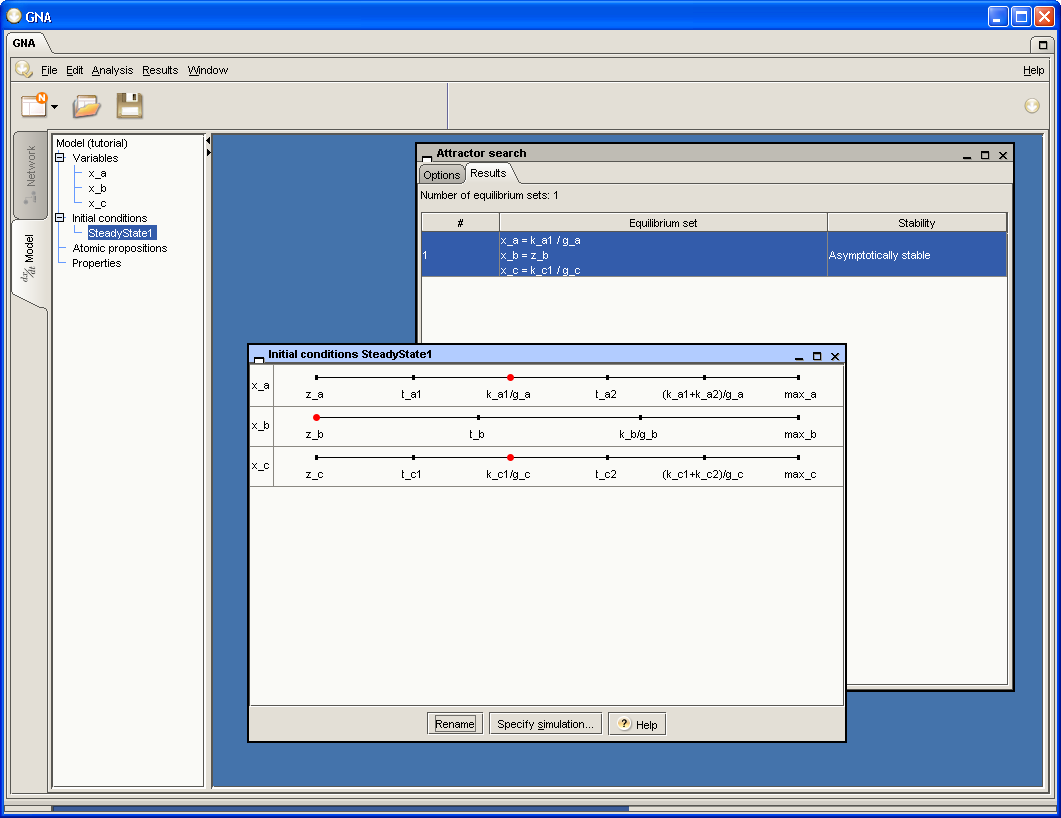 GNA
GNA
File Edit Analysis Results Window Help
N
Network
Model
dx/dt
Model (tutorial)
Variables
x_a
x_b
x_c
Initial conditions
SteadyState1
Atomic propositions
Properties
Attractor search
Options Results
Number of equilibrium sets: 1
# Equilibrium set Stability
x_a = k_a1 / g_a
1 x_b = z_b Asymptotically stable
x_c = k_c1 / g_c
Initial conditions SteadyState1
x_a
z_a t_a1 k_a1/g_a t_a2 (k_a1+k_a2)/g_a max_a
x_b
z_b t_b k_b/g_b max_b
x_c
z_c t_c1 k_c1/g_c t_c2 (k_c1+k_c2)/g_c max_c
Rename Specify simulation... ? Help